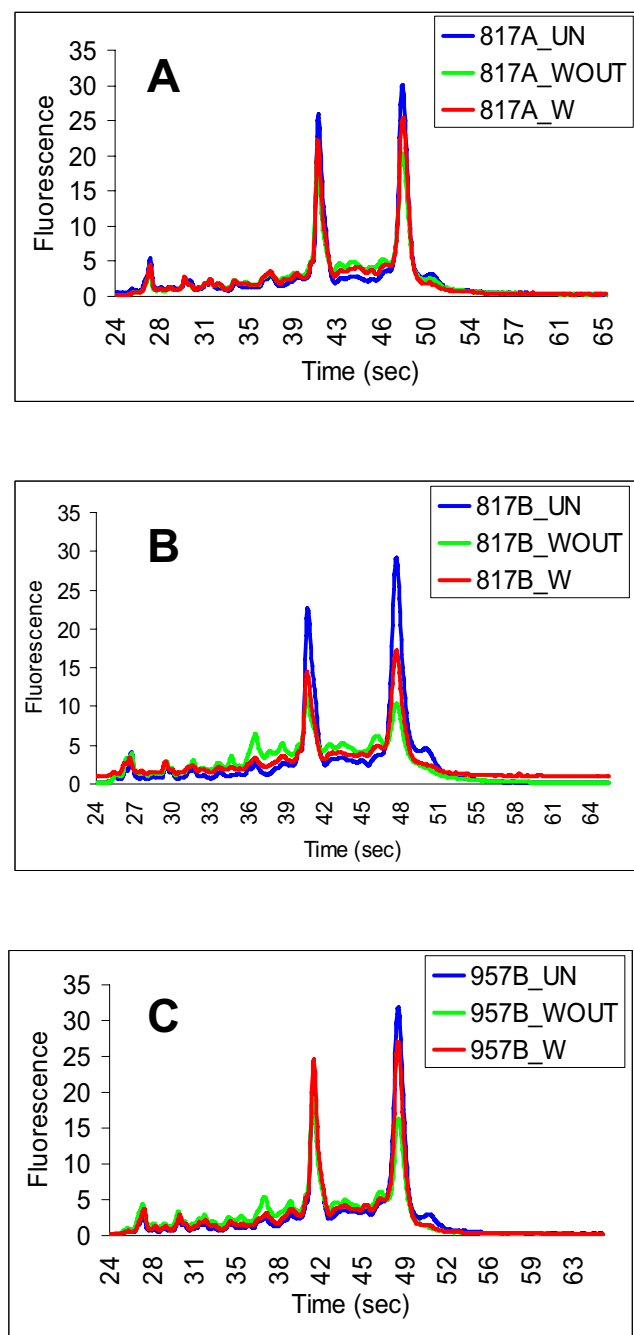 A
817A_UN
817A_WOUT
817A_W
Fluorescence
35
30
25
20
15
10
5
0
24 28 31 35 39 43 46 50 54 57 61 65
Time (sec)
B
817B_UN
817B_WOUT
817B_W
Fluorescence
35
30
25
20
15
10
5
0
24 27 30 33 36 39 42 45 48 51 55 58 61 64
Time (sec)
C
957B_UN
957B_WOUT
957B_W
Fluorescence
35
30
25
20
15
10
5
0
24 28 31 35 38 42 45 49 52 56 59 63
Time (sec)